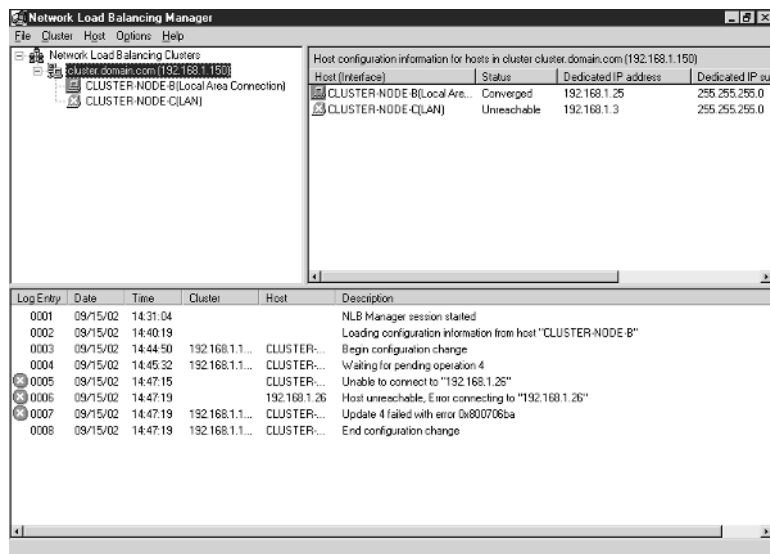 Network Load Balancing Manager
File Cluster Host Options Help
Network Load Balancing Clusters
cluster.domain.com (192.168.1.150)
CLUSTER-NODE-B(Local Area Connection)
CLUSTER-NODE-C(LAN)
Host configuration information for hosts in cluster cluster.domain.com (192.168.1.150)
Host (Interface) Status Dedicated IP address Dedicated IP su
CLUSTER-NODE-B(Local Are... Converged 192.168.1.25 255.255.255.0
CLUSTER-NODE-C(LAN) Unreachable 192.168.1.3 255.255.255.0
Log Entry Date Time Cluster Host Description
0001 09/15/02 14:31:04 NLB Manager session started
0002 09/15/02 14:40:19 Loading configuration information from host "CLUSTER-NODE-B"
0003 09/15/02 14:44:50 192.168.1.1... CLUSTER-... Begin configuration change
0004 09/15/02 14:45:32 192.168.1.1... CLUSTER-... Waiting for pending operation 4
0005 09/15/02 14:47:15 CLUSTER-... Unable to connect to "192.168.1.26"
0006 09/15/02 14:47:19 192.168.1.26 Host unreachable, Error connecting to "192.168.1.26"
0007 09/15/02 14:47:19 192.168.1.1... CLUSTER-... Update 4 failed with error 0x800706ba
0008 09/15/02 14:47:19 192.168.1.1... CLUSTER-... End configuration change